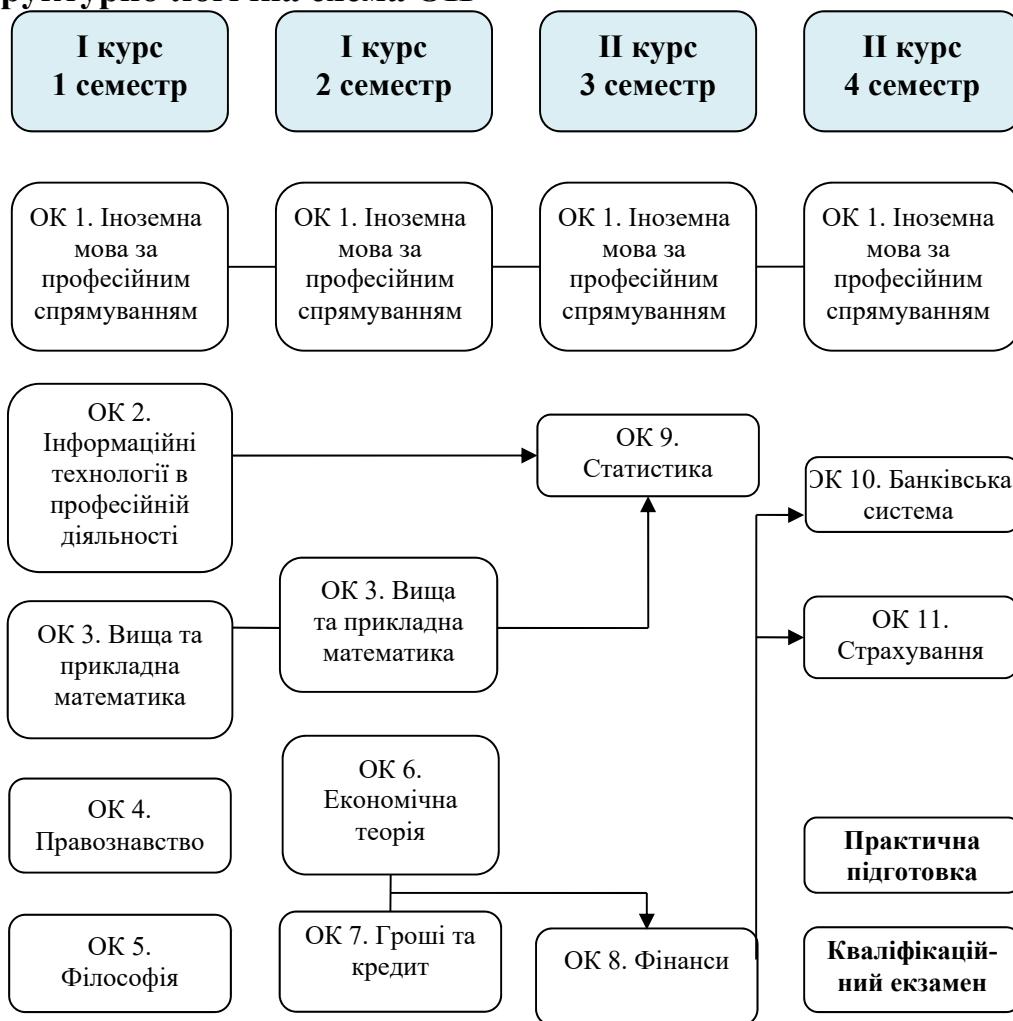 І курс
1 семестр
І курс
2 семестр
ІІ курс
3 семестр
ІІ курс
4 семестр
ОК 1. Іноземна
мова за
професійним
спрямуванням
ОК 1. Іноземна
мова за
професійним
спрямуванням
ОК 1. Іноземна
мова за
професійним
спрямуванням
ОК 1. Іноземна
мова за
професійним
спрямуванням
ОК 2.
Інформаційні
технології в
професійній
діяльності
ОК 9.
Статистика
ОК 10. Банківська
система
ОК 3. Вища та
прикладна
математика
ОК 3. Вища
та прикладна
математика
ОК 11.
Страхування
ОК 4.
Правознавство
ОК 6.
Економічна
теорія
Практична
підготовка
ОК 5.
Філософія
ОК 7. Гроші та
кредит
ОК 8. Фінанси
Кваліфікацій-
ний екзамен